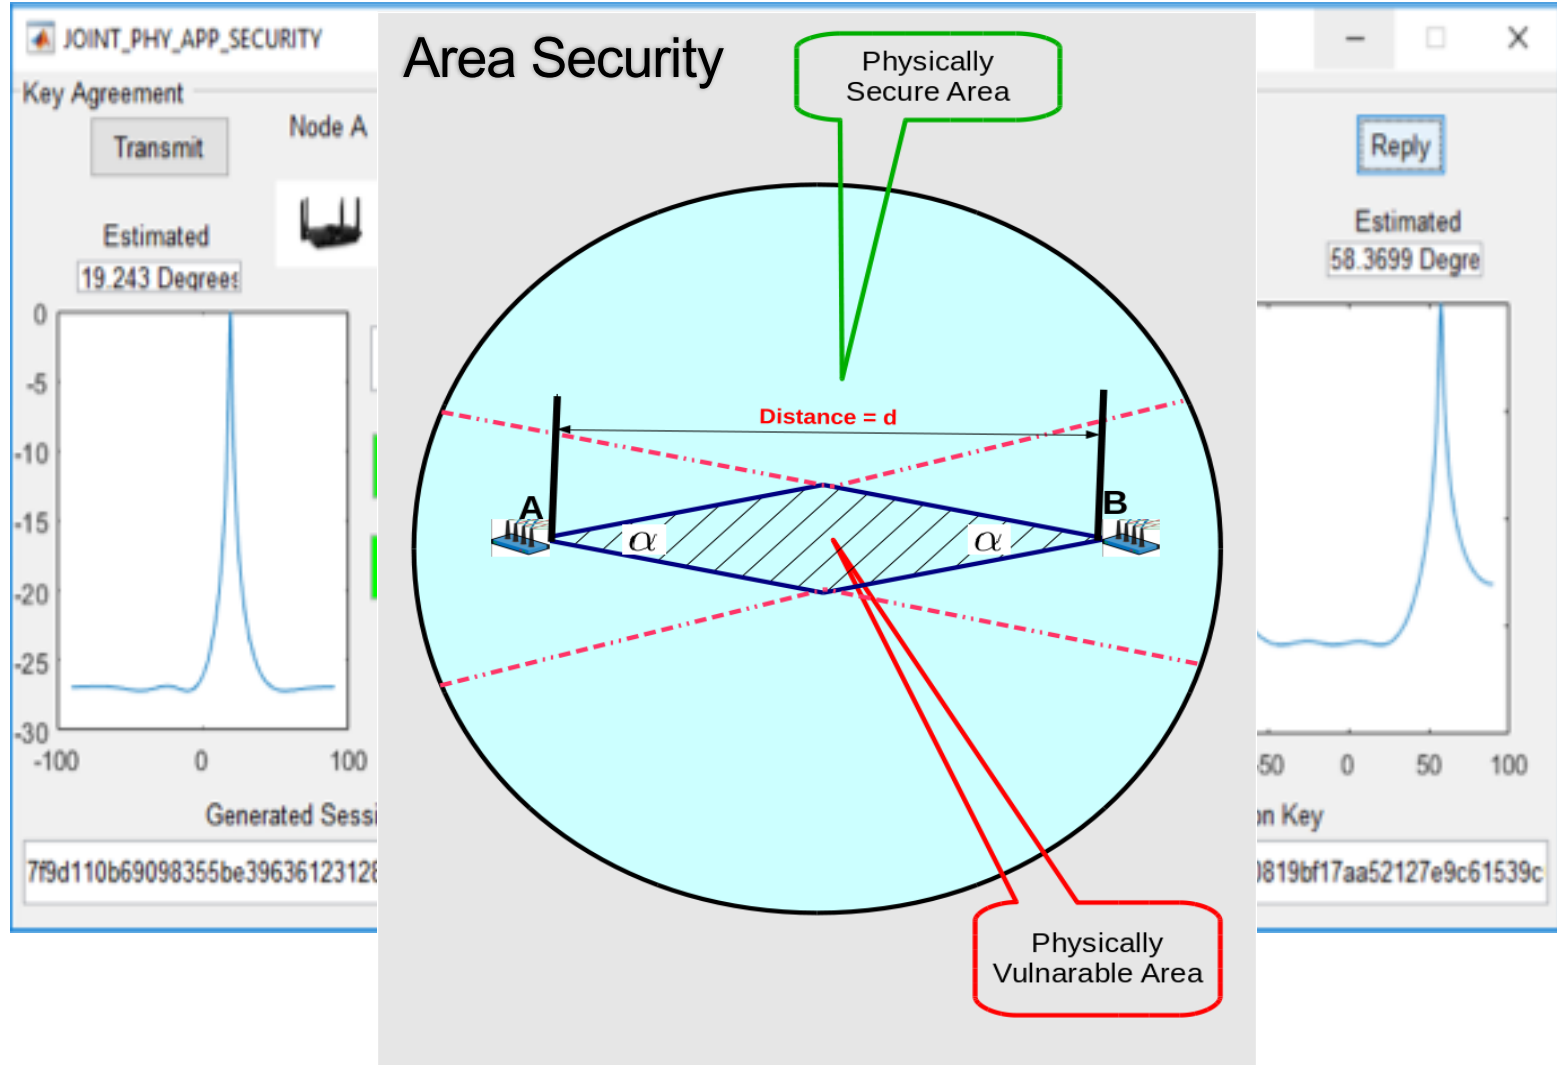 JOINT_PHY_APP_SECURITY
Key Agreement
Transmit
Node A
Estimated
19.243 Degrees
0
-5
-10
-15
-20
-25
-30
-100
0
100
Generated Sessi
7f9d110b69098355be39636123128
Area Security
Physically
Secure Area
Distance = d
A
B
α
α
Physically
Vulnarable Area
Reply
Estimated
58.3699 Degre
50
0
50
100
on Key
0819bf17aa52127e9c61539c